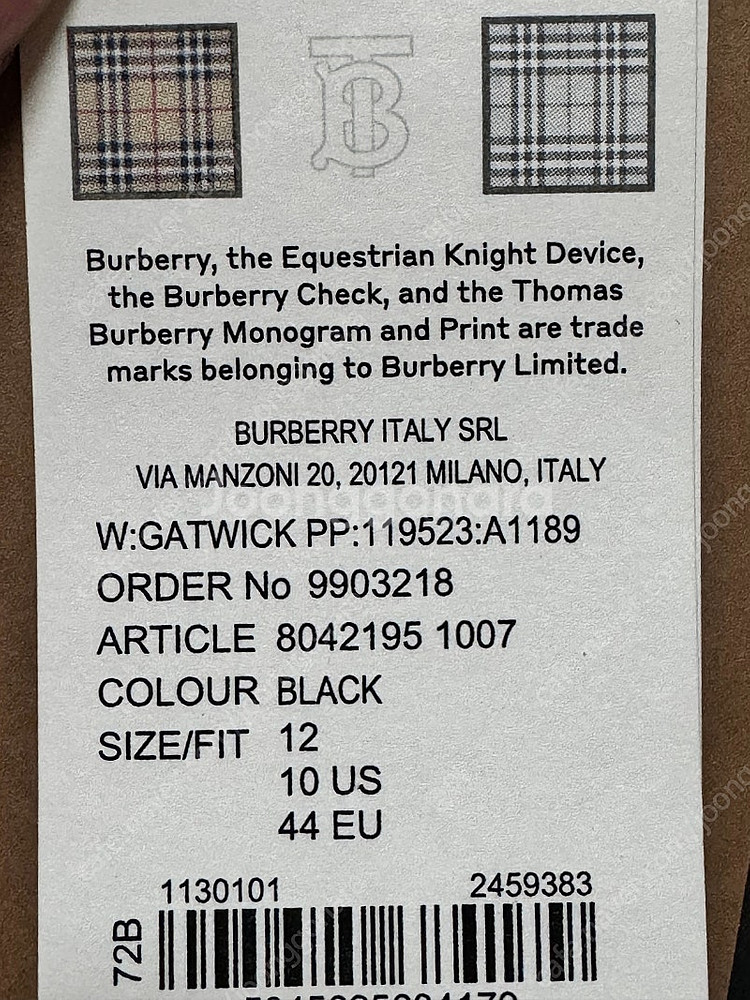 Burberry, the Equestrian Knight Device,
the Burberry Check, and the Thomas
Burberry Monogram and Print are trade
marks belonging to Burberry Limited.
BURBERRY ITALY SRL
VIA MANZONI 20, 20121 MILANO, ITALY
Joonggonara
W:GATWICK PP:119523:A1189
ORDER No 9903218
ARTICLE 8042195 1007
COLOUR BLACK
SIZE/FIT 12
10 US
44 EU
1130101 2459383
72B